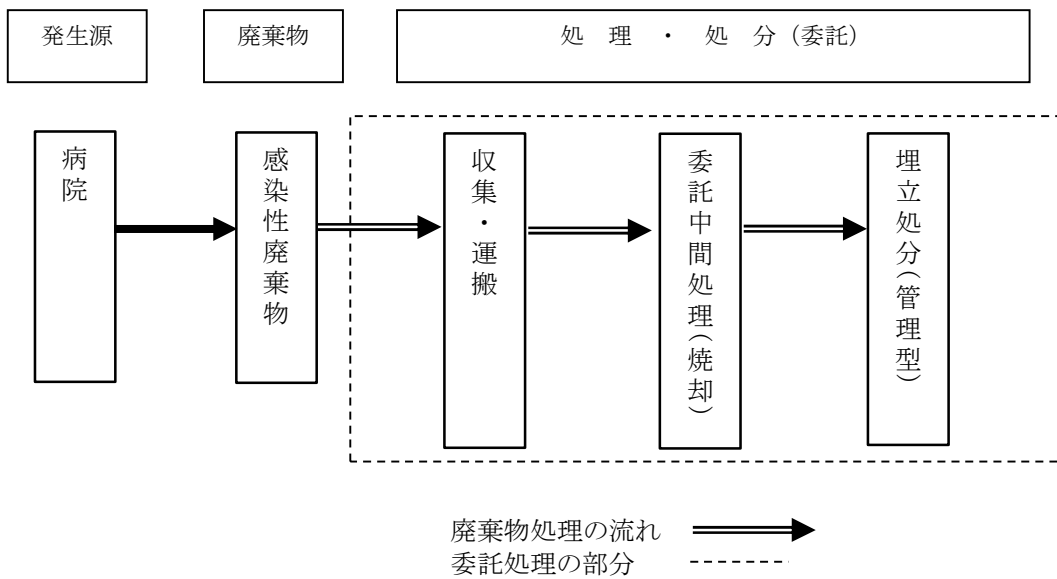 発生源
廃棄物
処 理 ・ 処 分（委託）
病院
感染性廃棄物
収集・運搬
委託中間処理（焼却）
埋立処分（管理型）
廃棄物処理の流れ
委託処理の部分